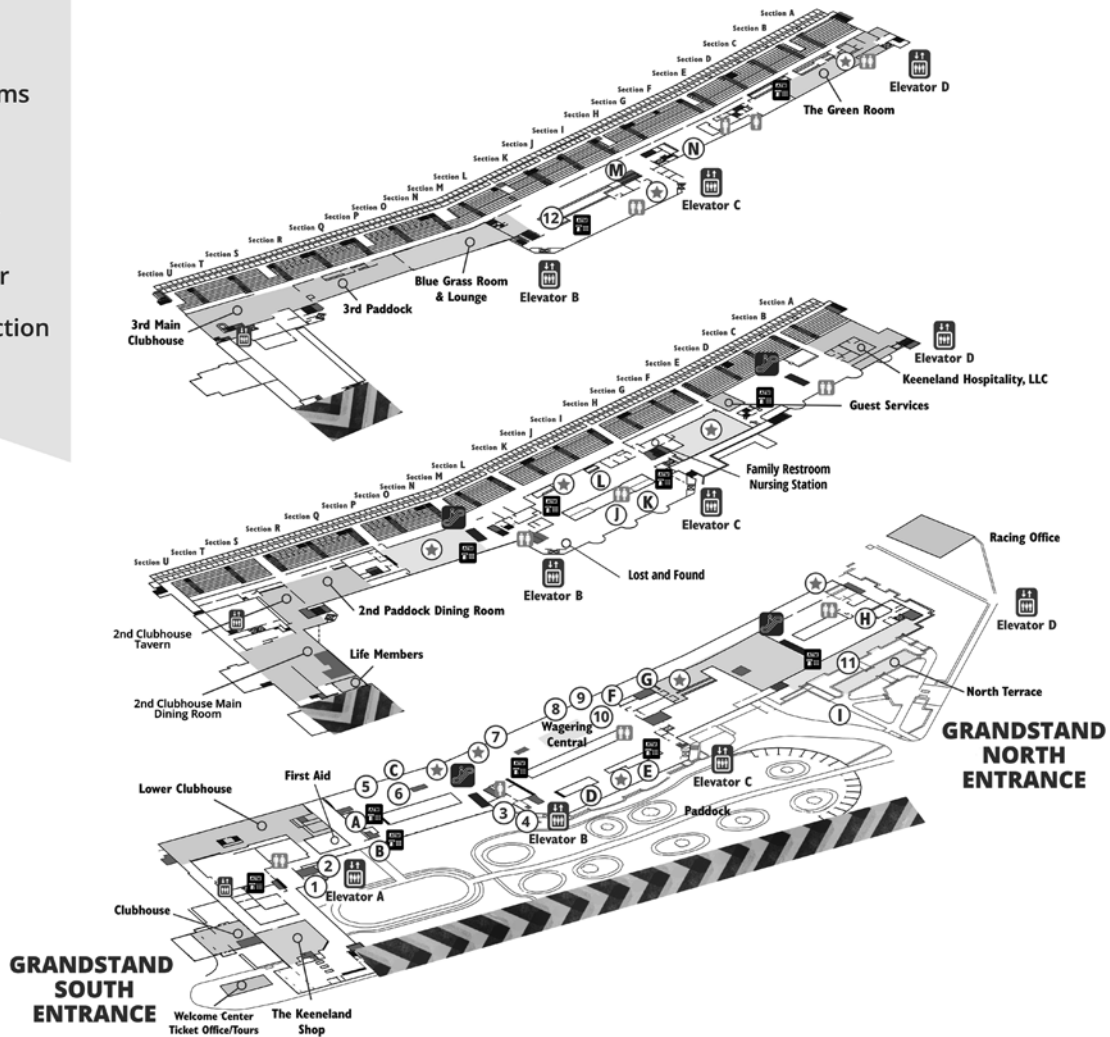 ms
r
ction
Section A
Section B
Section C
Section D
Section E
Section F
Section G
Section H
Section I
Section J
Section K
Section L
Section M
Section N
Section O
Section P
Section Q
Section R
Section S
Section T
Section U
Elevator D
The Green Room
N
M
Elevator C
12
Elevator B
Blue Grass Room
& Lounge
3rd Paddock
3rd Main
Clubhouse
Section A
Section B
Section C
Section D
Section E
Section F
Section G
Section H
Section I
Section J
Section K
Section L
Section M
Section N
Section O
Section P
Section Q
Section R
Section S
Section T
Section U
Elevator D
Keeneland Hospitality, LLC
Guest Services
Family Restroom
Nursing Station
L
K
J
Elevator C
Lost and Found
Elevator B
2nd Paddock Dining Room
2nd Clubhouse
Tavern
Life Members
2nd Clubhouse Main
Dining Room
Racing Office
Elevator D
H
11
North Terrace
I
GRANDSTAND
NORTH
ENTRANCE
G
F
9
8
10
Wagering
Central
7
E
Elevator C
D
Paddock
C
5
6
3
4
Elevator B
First Aid
Lower Clubhouse
A
B
2
1
Elevator A
Clubhouse
GRANDSTAND
SOUTH
ENTRANCE
Welcome Center
Ticket Office/Tours
The Keeneland
Shop